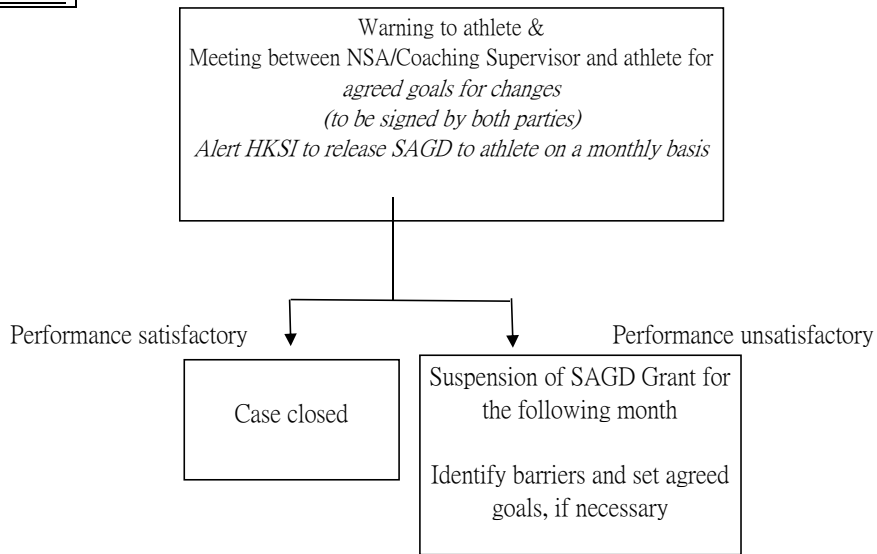 Warning to athlete &
Meeting between NSA/Coaching Supervisor and athlete for
agreed goals for changes
(to be signed by both parties)
Alert HKSI to release SAGD to athlete on a monthly basis
Performance satisfactory
Performance unsatisfactory
Case closed
Suspension of SAGD Grant for
the following month
Identify barriers and set agreed
goals, if necessary